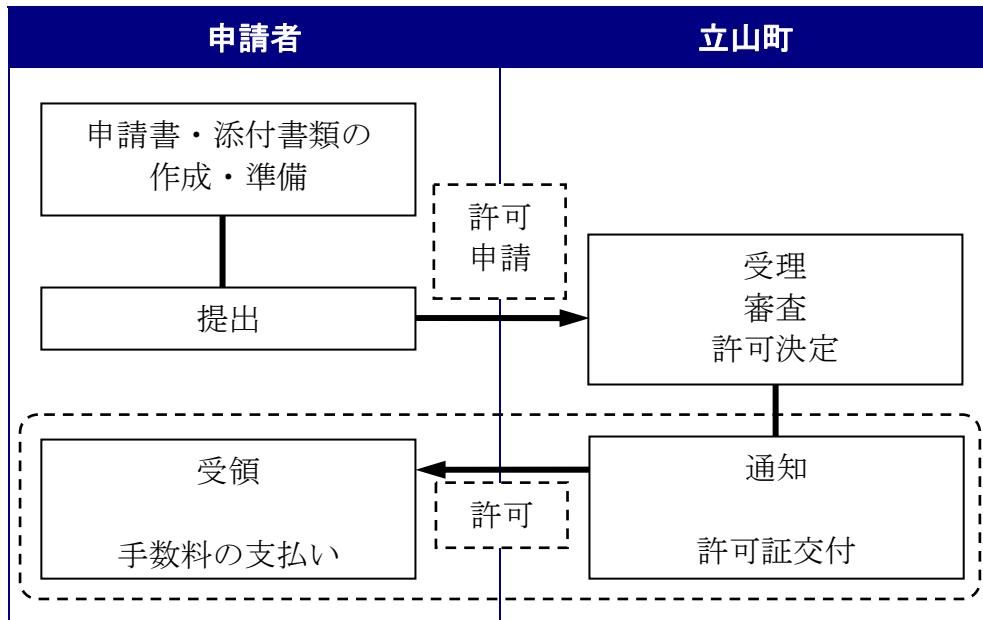 申請者
立山町
申請書・添付書類の
作成・準備
許可
申請
提出
受理
審査
許可決定
受領
手数料の支払い
許可
通知
許可証交付